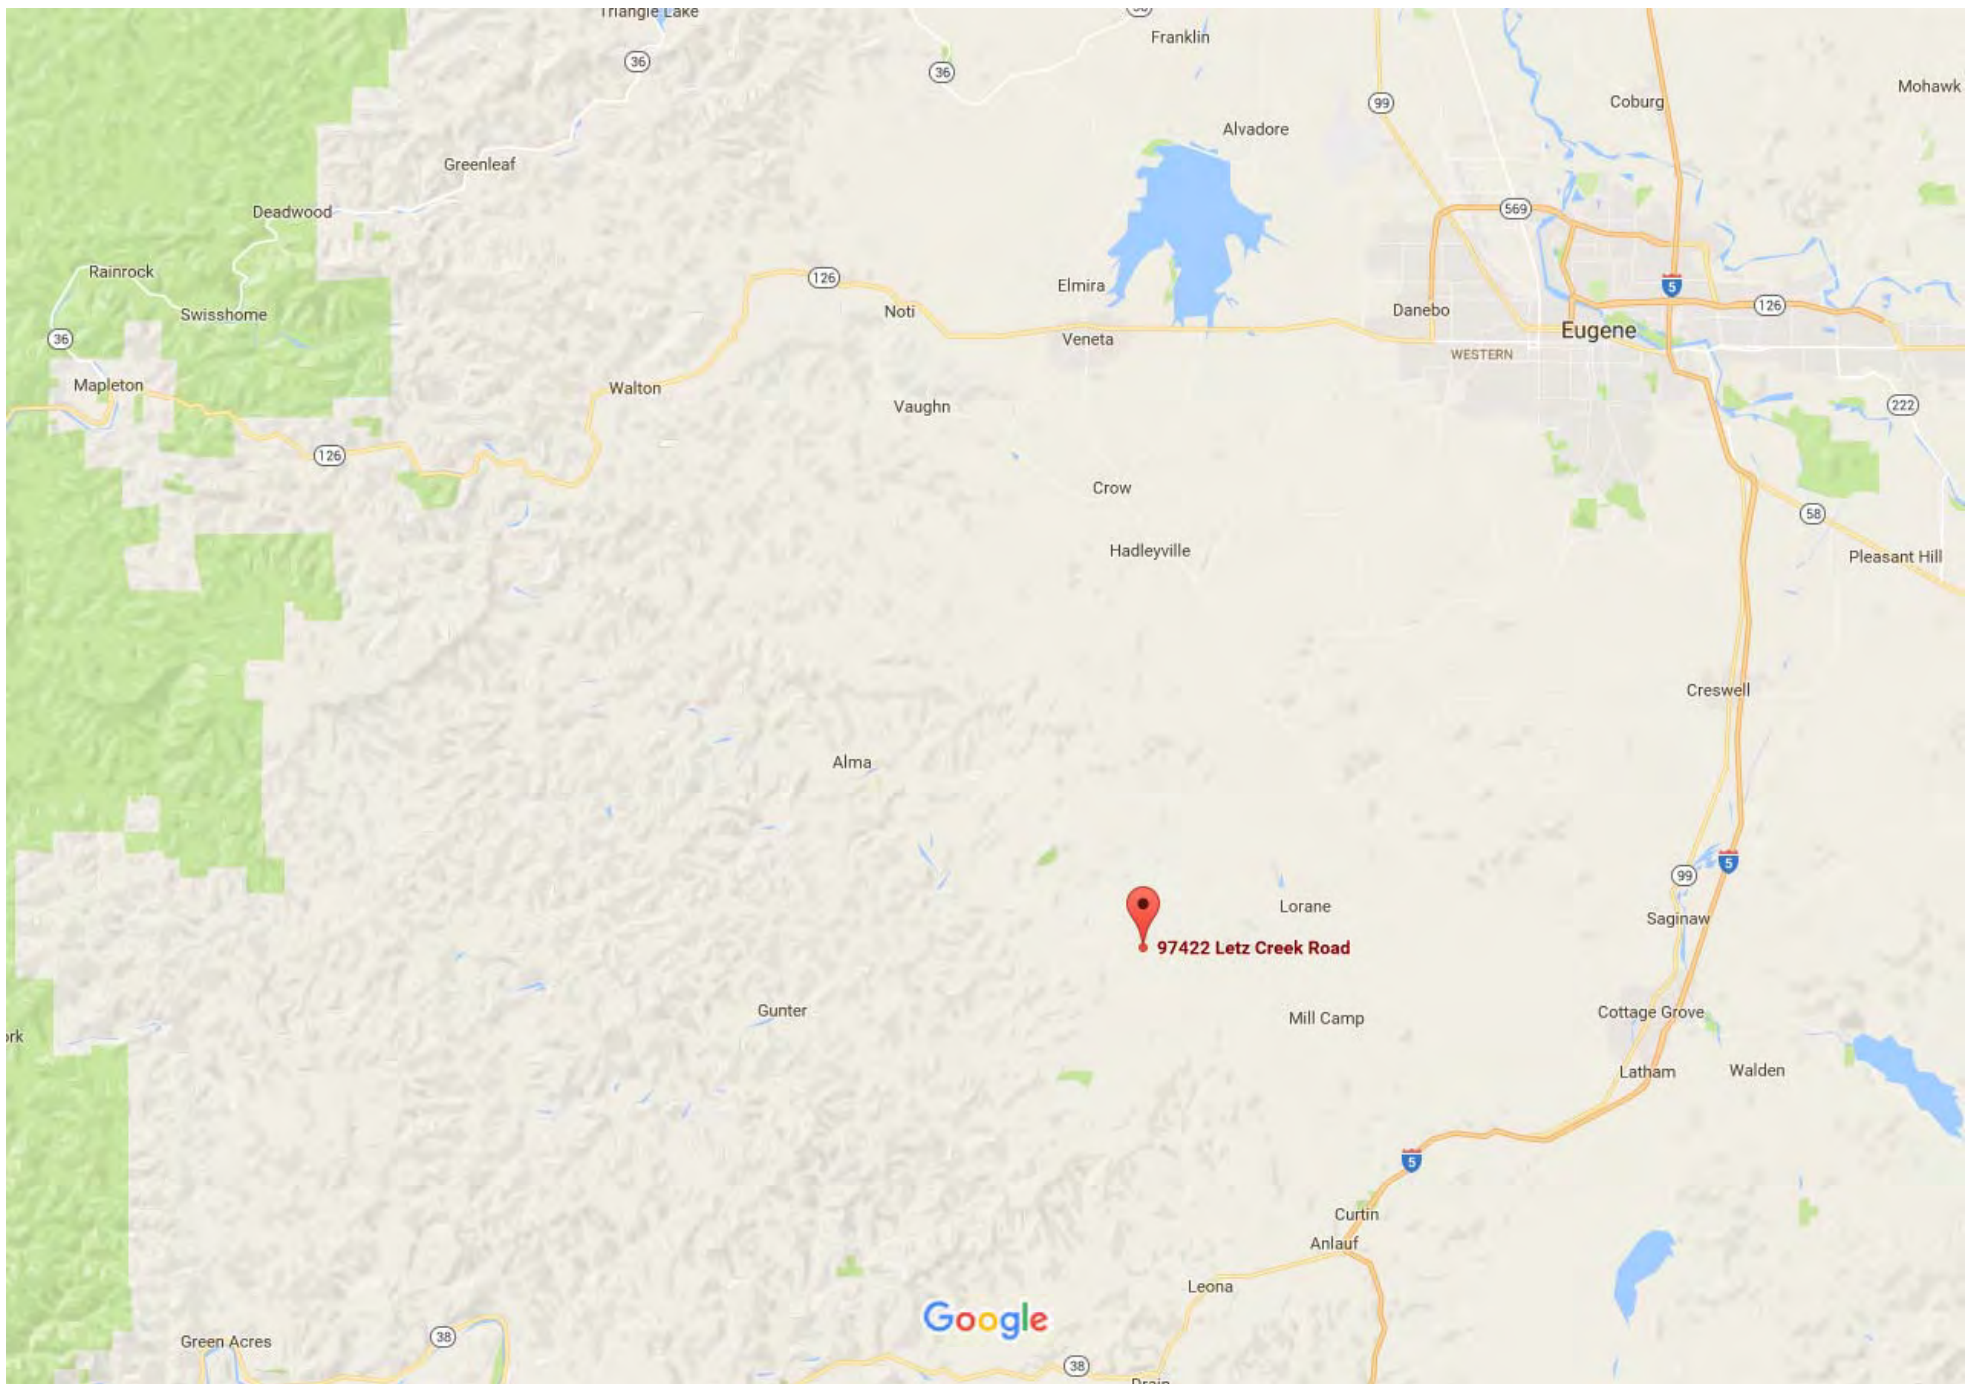 Triangle Lake
36
Franklin
36
99
Coburg
Mohawk
Alvadore
Greenleaf
Deadwood
569
Rainrock
126
Elmira
5
Swisshome
Noti
Danebo
126
36
Veneta
Eugene
WESTERN
Mapleton
Walton
Vaughn
222
126
Crow
58
Hadleyville
Pleasant Hill
Creswell
Alma
5
99
Lorane
Saginaw
97422 Letz Creek Road
Gunter
Mill Camp
Cottage Grove
ork
Latham
Walden
5
Curtin
Anlauf
Leona
Google
Green Acres
38
38
Drain